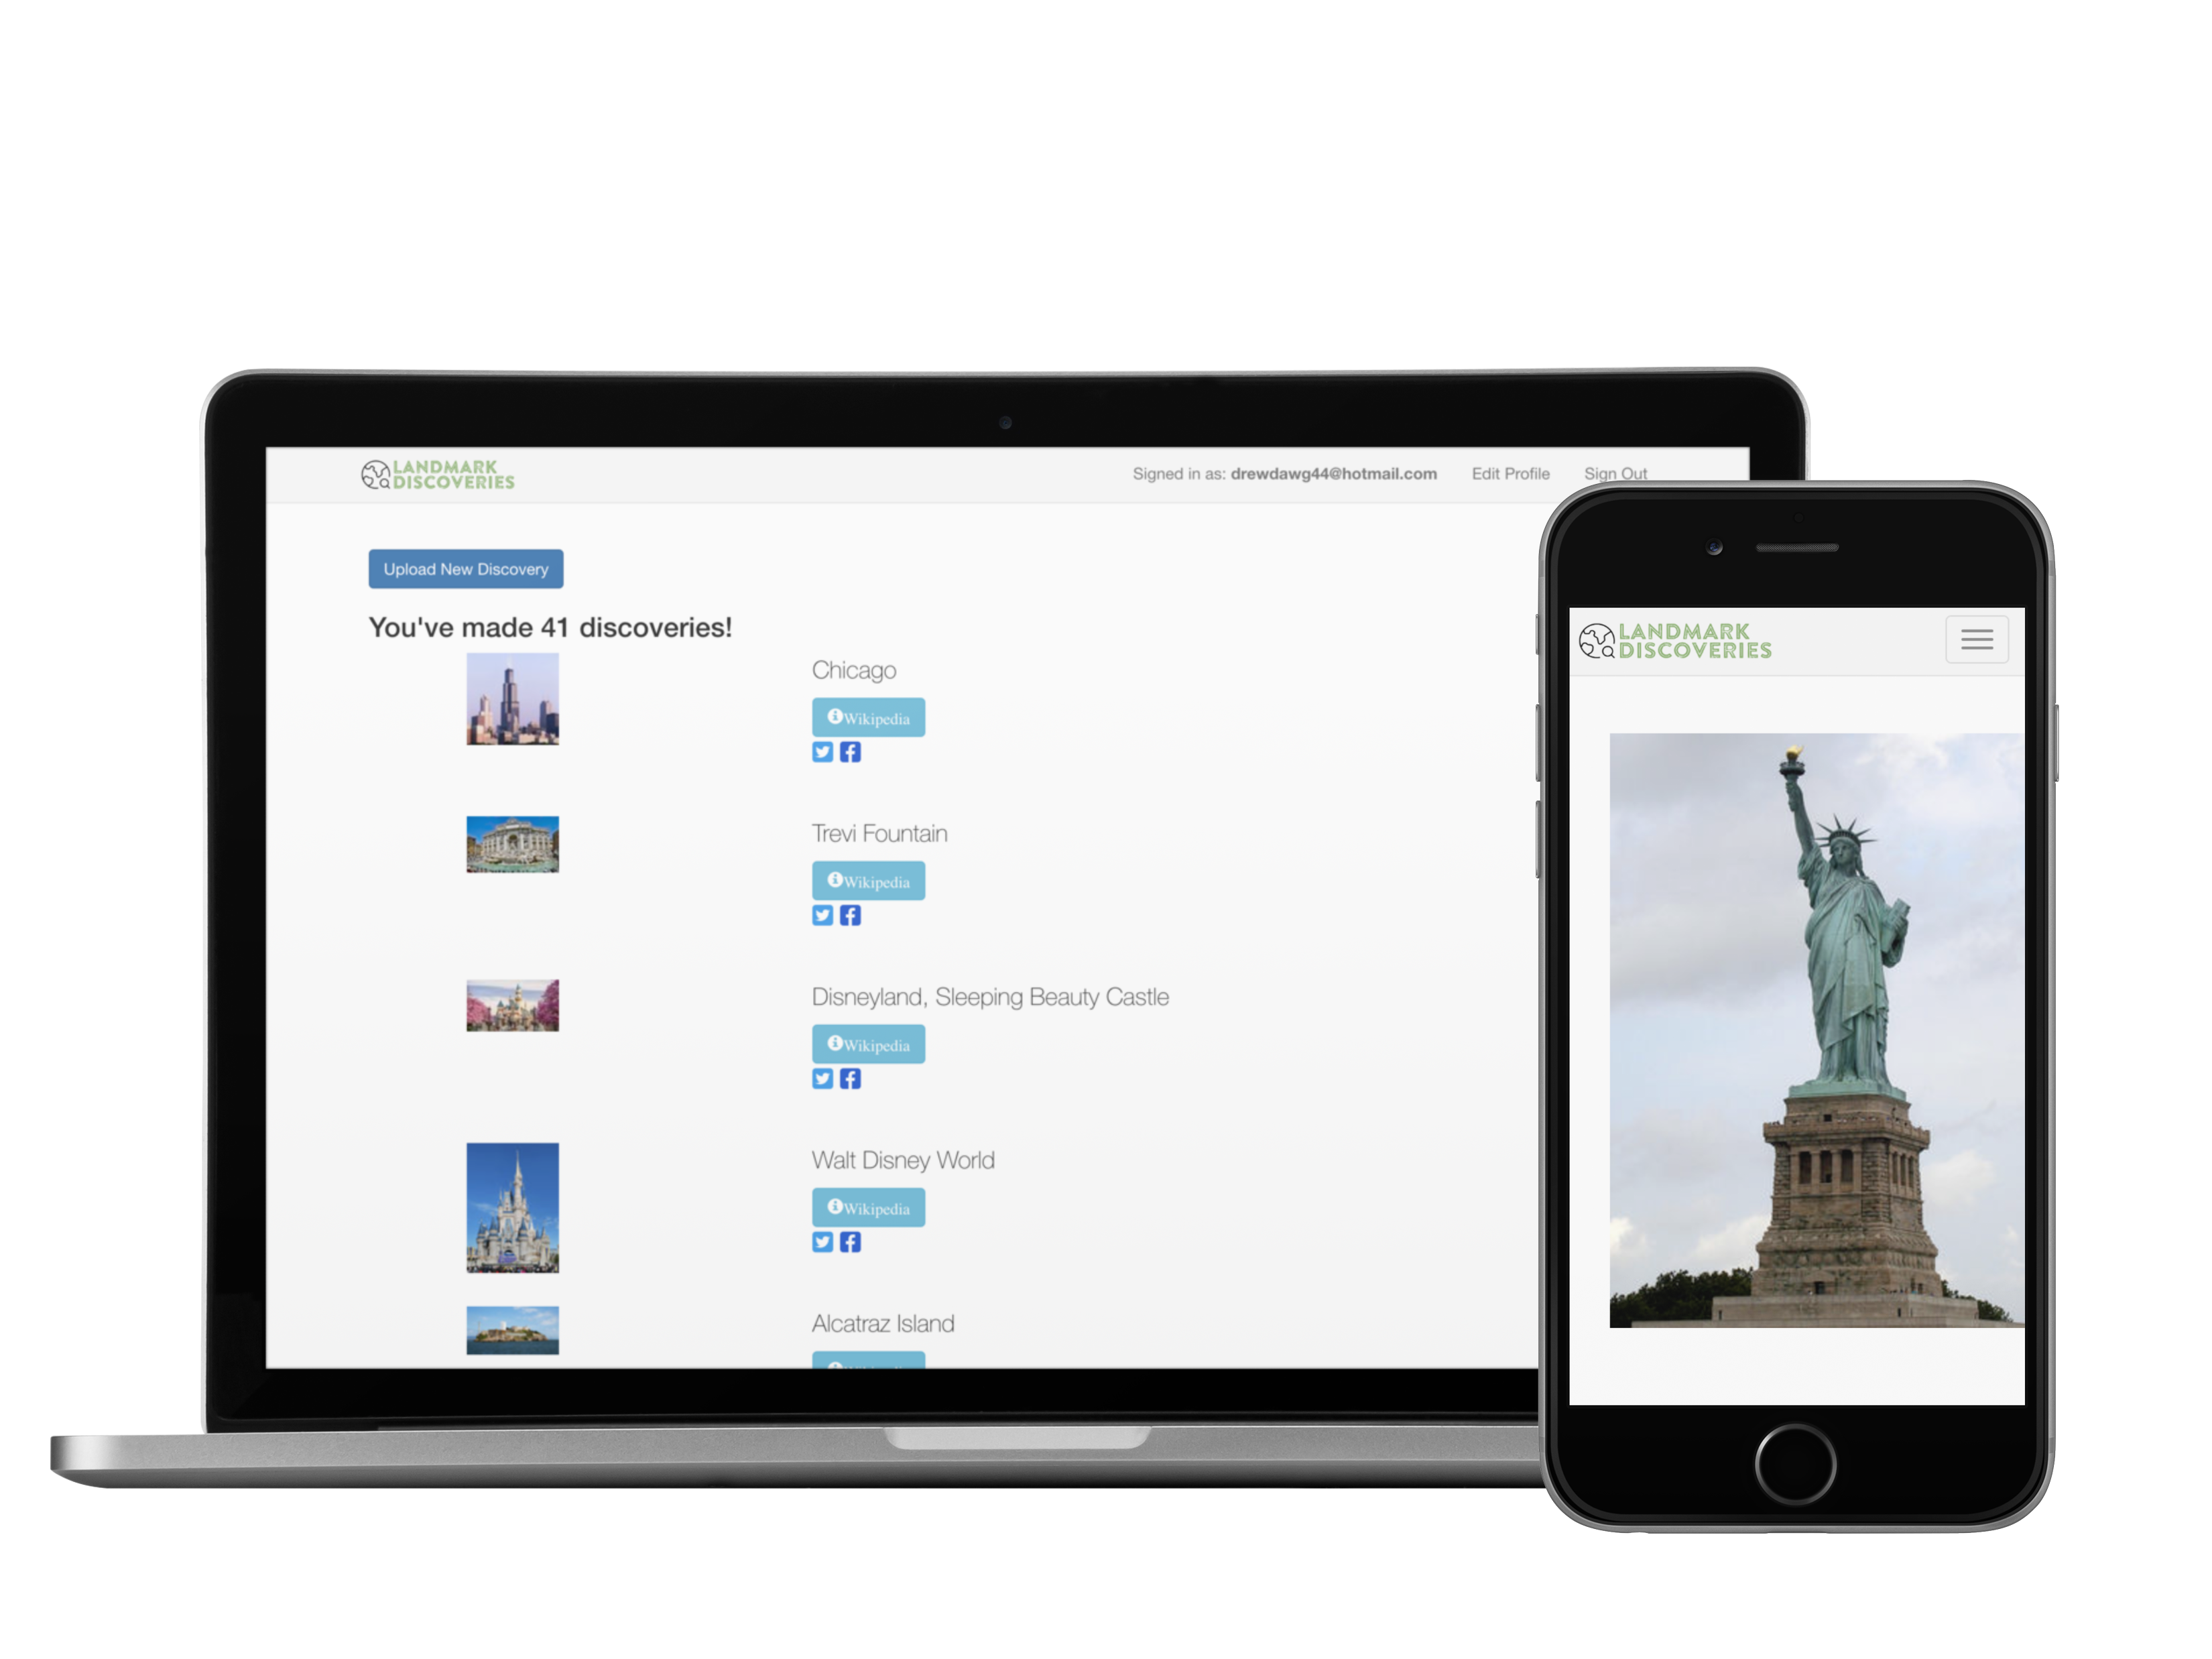 LANDMARK
DISCOVERIES
Signed in as: drewdawg44@hotmail.com Edit Profile Sign Out
Upload New Discovery
You've made 41 discoveries!
Chicago
Wikipedia
Trevi Fountain
Wikipedia
Disneyland, Sleeping Beauty Castle
Wikipedia
Walt Disney World
Wikipedia
Alcatraz Island
LANDMARK
DISCOVERIES